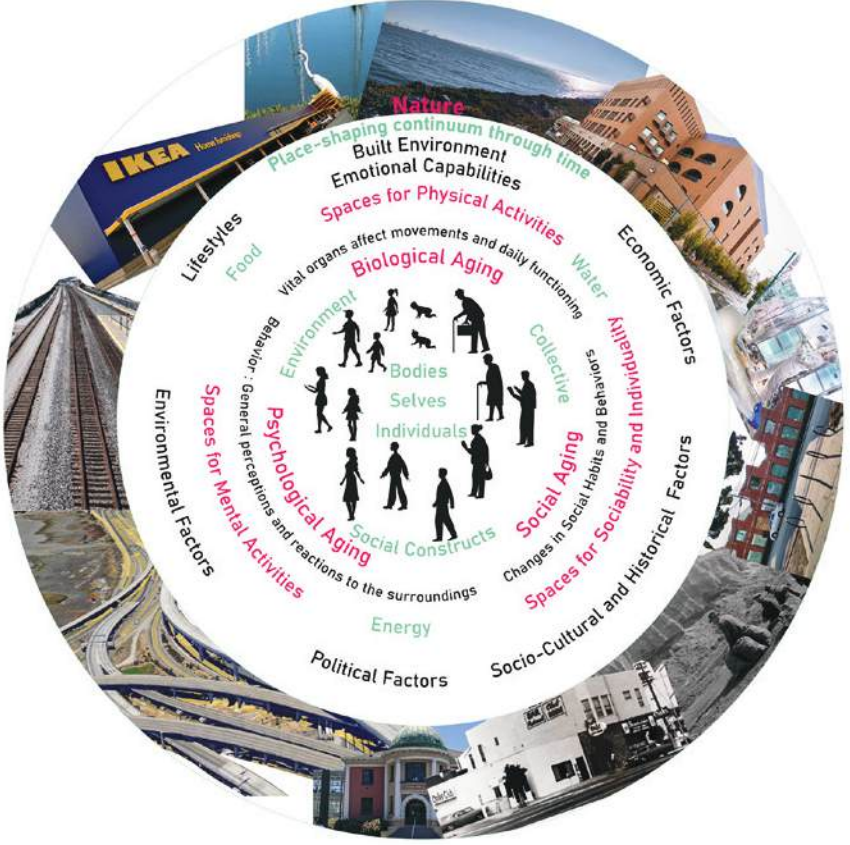 Nature
Place-shaping continuum through time
Built Environment
Emotional Capabilities
Spaces for Physical Activities
Vital organs affect movements and daily functioning
Biological Aging
IKEA Home furnishings
Lifestyles
Food
Water
Economic Factors
Environment
Collective
Bodies
Selves
Individuals
Social Constructs
Behavior : General perceptions and reactions to the surroundings
Psychological Aging
Spaces for Mental Activities
Environmental Factors
Social Aging
Changes in Social Habits and Behaviors
Spaces for Sociability and Individuality
Socio-Cultural and Historical Factors
Energy
Political Factors